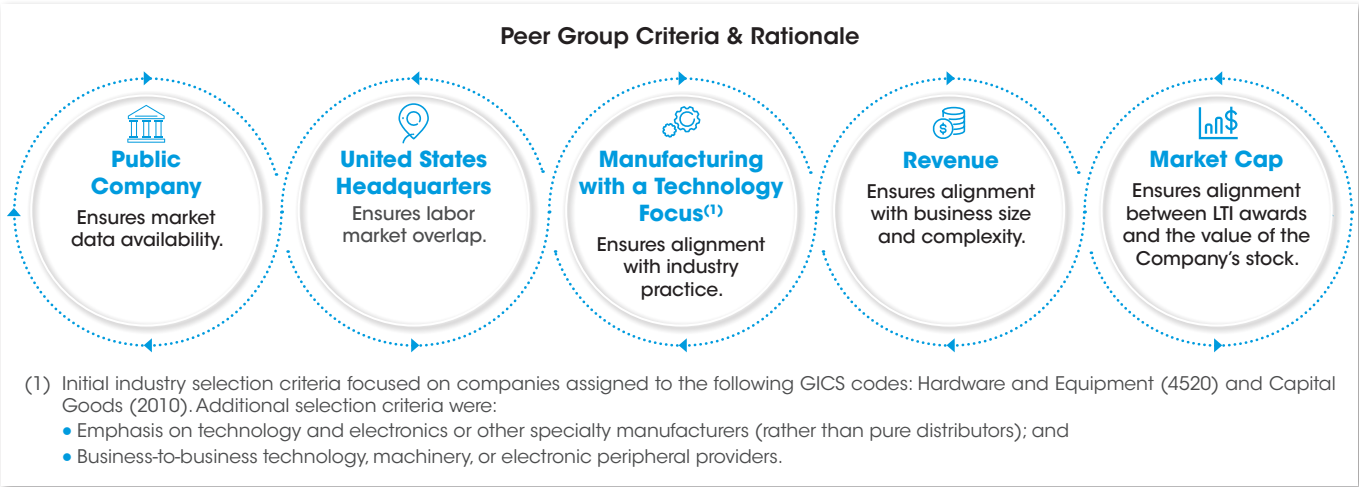 Peer Group Criteria & Rationale
Public
Company
Ensures market
data availability.
United States
Headquarters
Ensures labor
market overlap.
Manufacturing
with a Technology
Focus(1)
Ensures alignment
with industry
practice.
Revenue
Ensures alignment
with business size
and complexity.
Market Cap
Ensures alignment
between LTI awards
and the value of the
Company's stock.
(1) Initial industry selection criteria focused on companies assigned to the following GICS codes: Hardware and Equipment (4520) and Capital
Goods (2010). Additional selection criteria were:
• Emphasis on technology and electronics or other specialty manufacturers (rather than pure distributors); and
• Business-to-business technology, machinery, or electronic peripheral providers.